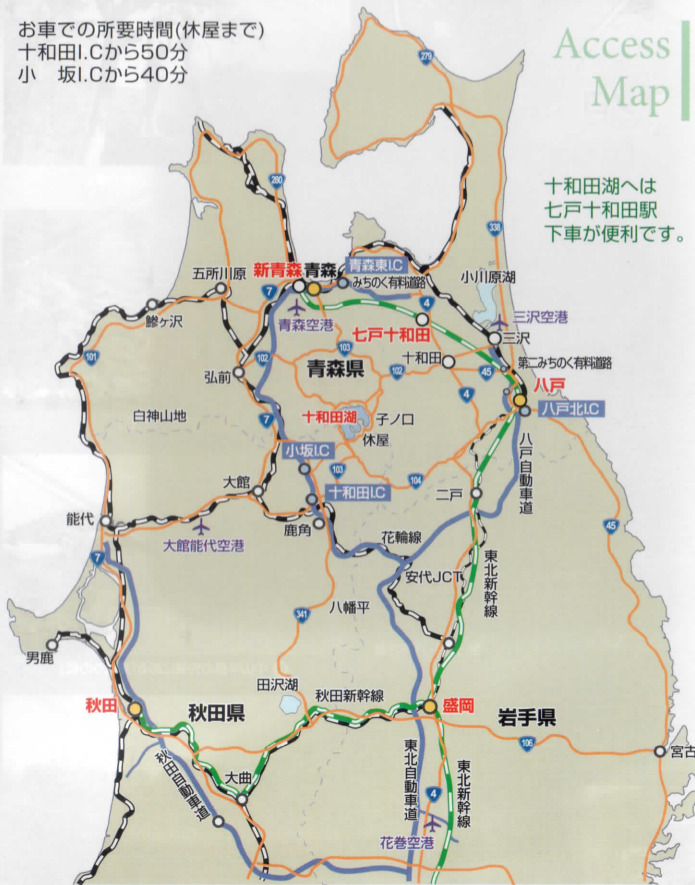 お車での所要時間(休屋まで)
十和田I.Cから50分
小 坂I.Cから40分
Access
Map
十和田湖へは
七戸十和田駅
下車が便利です。
279
280
338
五所川原
新青森
青森
青森東I.C
みちのく有料道路
小川原湖
7
4
鰺ヶ沢
青森空港
三沢空港
七戸十和田
三沢
101
102
103
青森県
十和田
102
45
第二みちのく有料道路
弘前
4
八戸
八戸北I.C
白神山地
7
十和田湖
子ノ口
休屋
小坂I.C
103
104
八戸自動車道
大館
十和田I.C
二戸
能代
鹿角
45
大館能代空港
花輪線
7
安代JCT
東北新幹線
341
八幡平
男鹿
田沢湖
秋田新幹線
秋田
秋田県
盛岡
岩手県
106
宮古
秋田自動車道
大曲
東北自動車道
4
東北新幹線
花巻空港